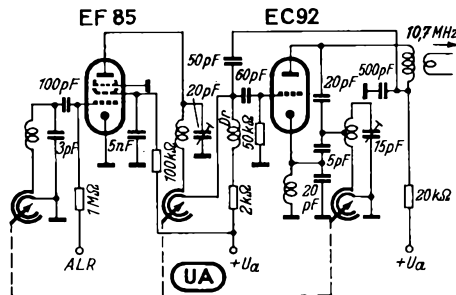 EF 85
EC92
10,7 MHz
50pF
100pF
20pF
60pF
20pF
500pF
3pF
5nF
Dr
50kΩ
5pF
15pF
100kΩ
1MΩ
2kΩ
20
pF
20kΩ
ALR
UA
+Ua
+Ua